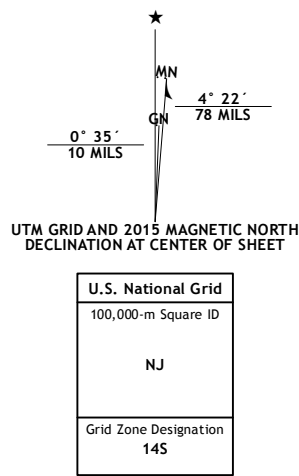 ★
MN
GN
4° 22´
78 MILS
0° 35´
10 MILS
UTM GRID AND 2015 MAGNETIC NORTH
DECLINATION AT CENTER OF SHEET
U.S. National Grid
100,000-m Square ID
NJ
Grid Zone Designation
14S